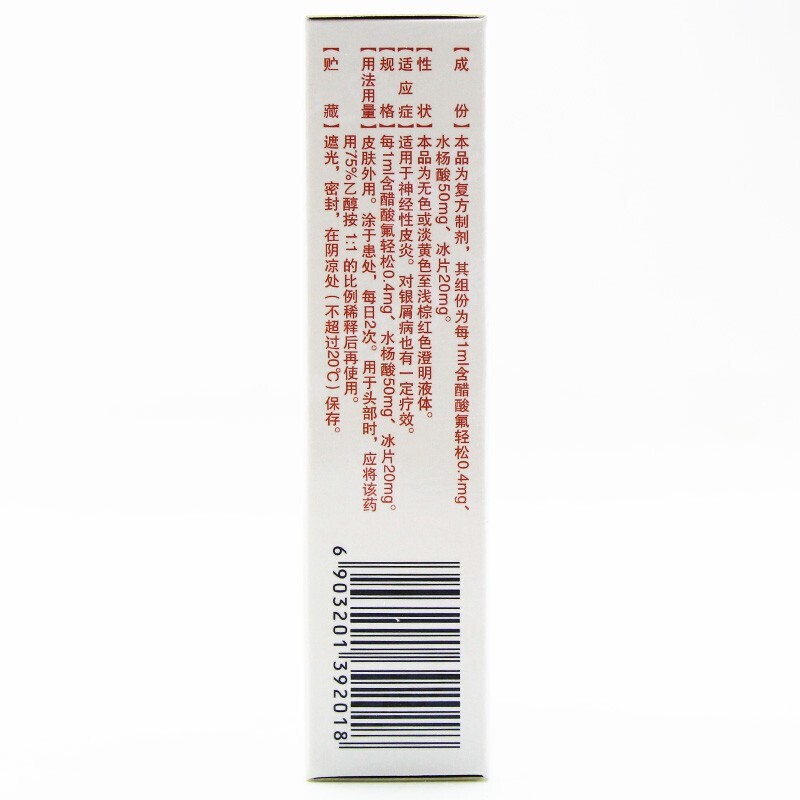 【成份】本品为复方制剂，其组份为每1ml含醋酸氟轻松0.4mg、
水杨酸50mg、冰片20mg。
【性状】本品为无色或淡黄色至浅棕红色澄明液体。
【适应症】适用于神经性皮炎。对银屑病也有一定疗效。
【规格】每1ml含醋酸氟轻松0.4mg、水杨酸50mg、冰片20mg。
【用法用量】皮肤外用。涂于患处，每日2次。用于头部时，应将该药
用75%乙醇按 1:1 的比例稀释后再使用。
【贮藏】遮光，密封，在阴凉处（不超过20℃）保存。
6 903201 392018